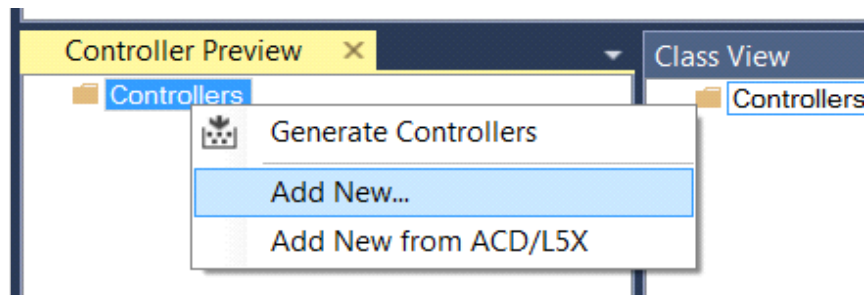 Controller Preview
Class View
Controllers
Controllers
Generate Controllers
Add New...
Add New from ACD/L5X